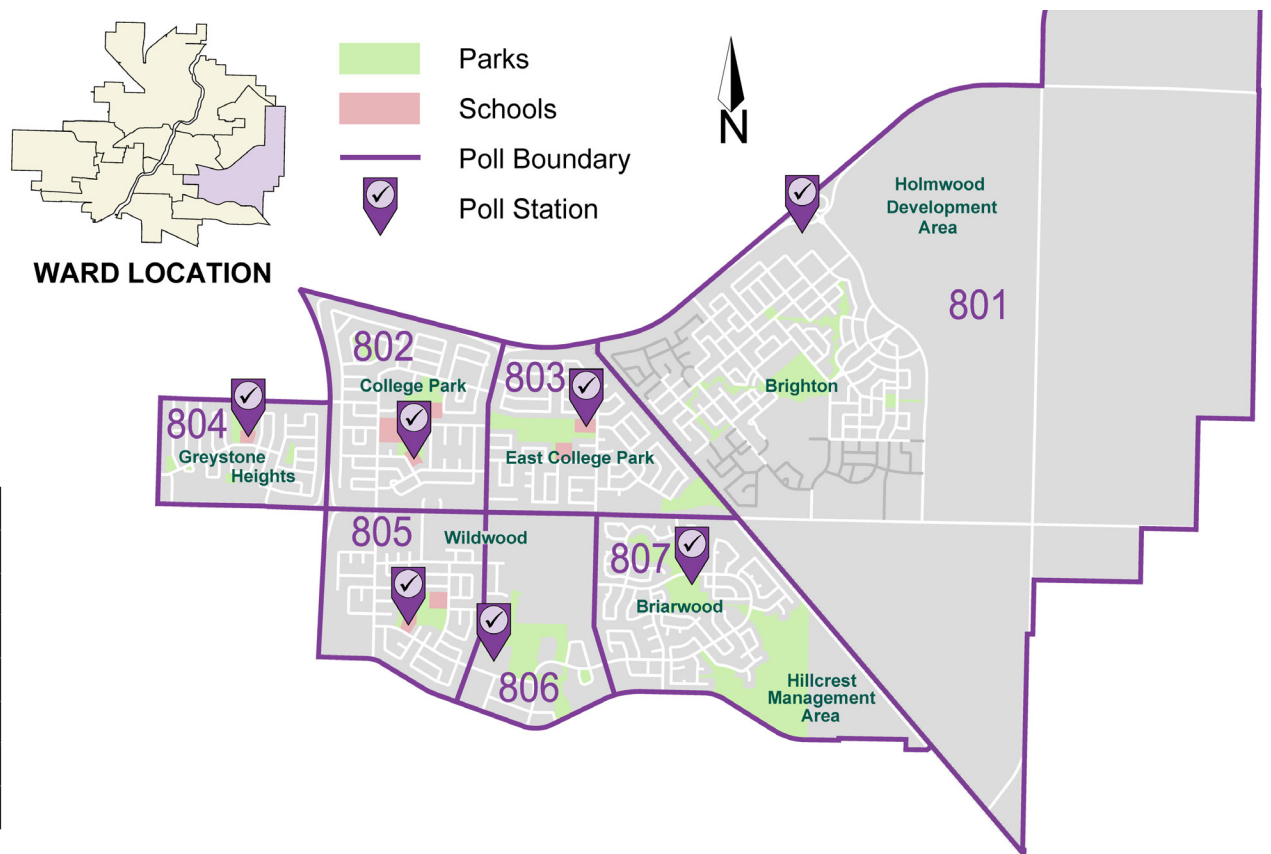 Parks
Schools
Poll Boundary
Poll Station
WARD LOCATION
N
Holmwood
Development
Area
801
802
College Park
803
East College Park
Brighton
804
Greystone
Heights
805
Wildwood
806
807
Briarwood
Hillcrest
Management
Area